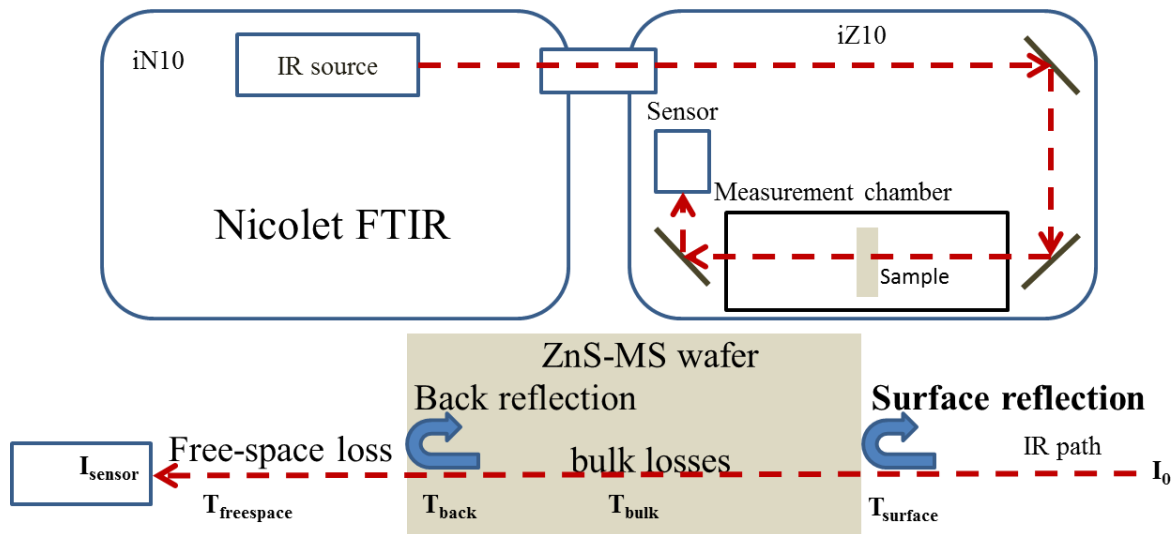 iN10
IR source
iZ10
Sensor
Measurement chamber
Nicolet FTIR
Sample
ZnS-MS wafer
Back reflection
Surface reflection
Free-space loss
bulk losses
IR path
Isensor
I0
Tfreespace
Tback
Tbulk
Tsurface